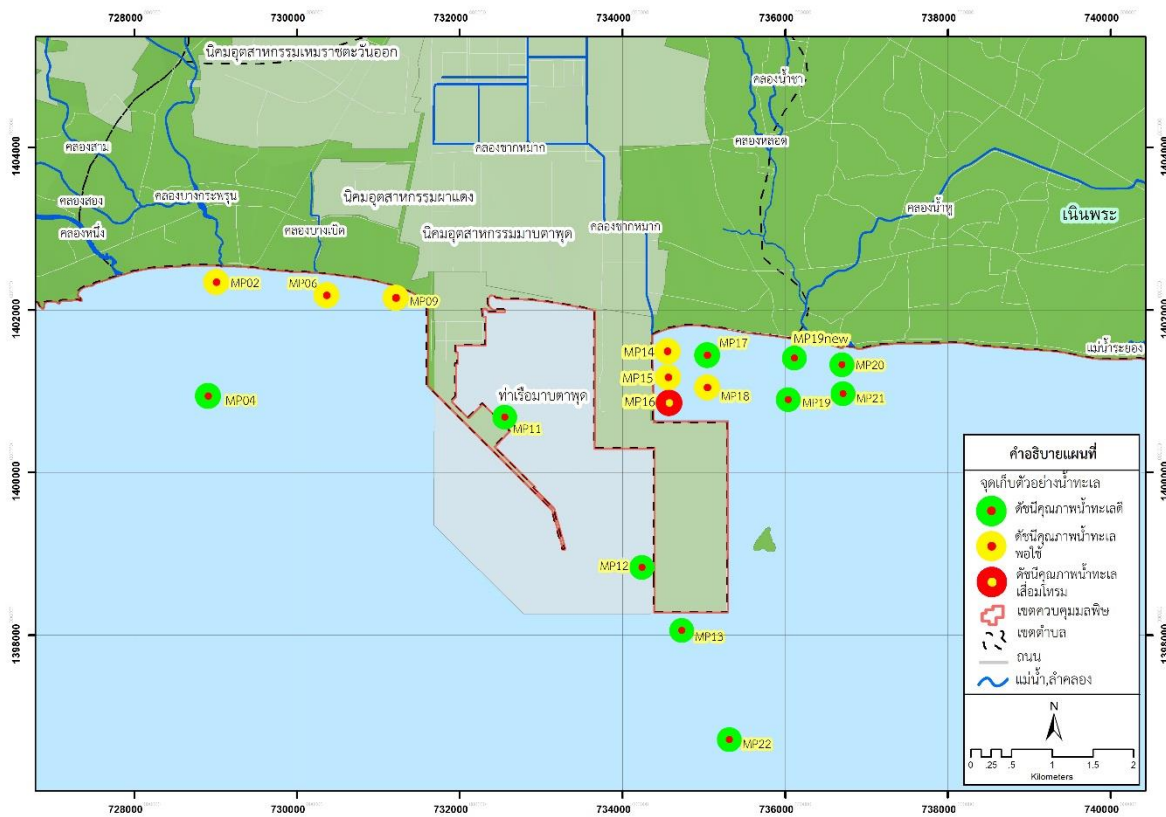 728000 730000 732000 734000 736000 738000 740000
นิคมอุตสาหกรรมเหมราชตะวันออก
คลองน้ำชา
1404000
คลองสาม
คลองชากหมาก
คลองหลอด
1404000
คลองสอง
คลองบางกระพรุน
นิคมอุตสาหกรรมผาแดง
คลองน้ำหู
เนินพระ
คลองหนึ่ง
คลองบางเบิด
นิคมอุตสาหกรรมมาบตาพุด
คลองชากหมาก
MP02
MP06
MP09
1402000
1402000
MP14
MP17
MP19new
แม่น้ำระยอง
MP15
MP18
MP20
MP04
ท่าเรือมาบตาพุด
MP16
MP19
MP21
MP11
1400000
1400000
MP12
MP13
1398000
1398000
MP22
คำอธิบายแผนที่
จุดเก็บตัวอย่างน้ำทะเล
ดัชนีคุณภาพน้ำทะเลดี
ดัชนีคุณภาพน้ำทะเล
พอใช้
ดัชนีคุณภาพน้ำทะเล
เสื่อมโทรม
เขตควบคุมมลพิษ
เขตตำบล
ถนน
แม่น้ำ,ลำคลอง
N
0 .25 .5 1 1.5 2
Kilometers
728000 730000 732000 734000 736000 738000 740000